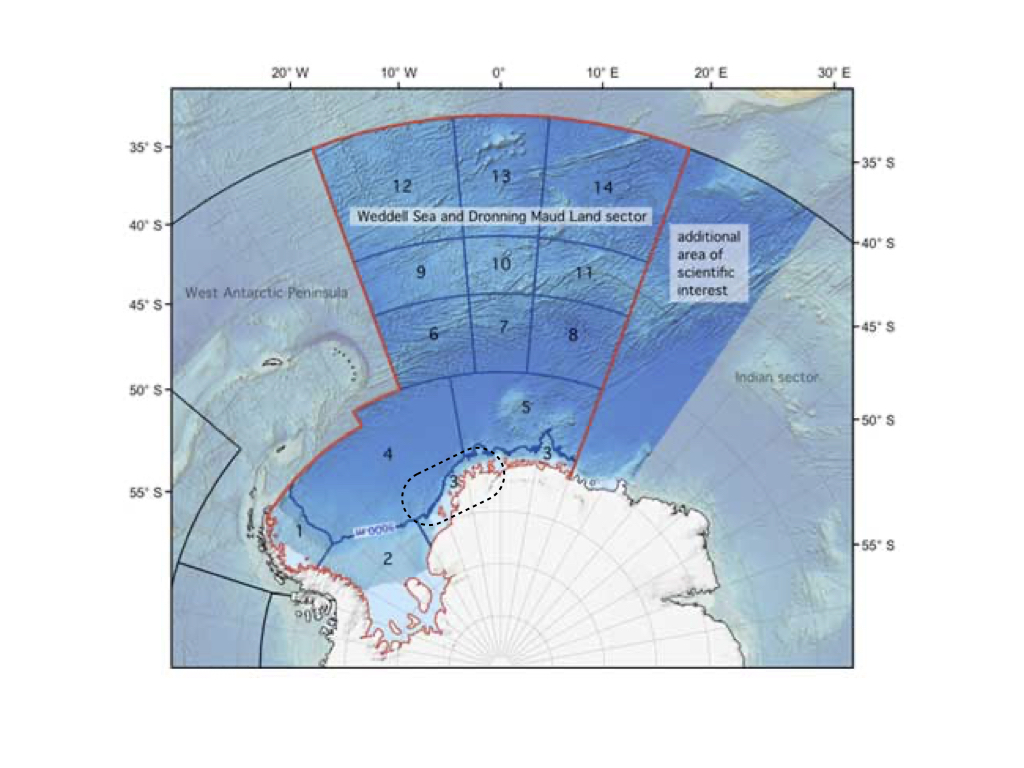 20° W 10° W 0° 10° E 20° E 30° E
35° S
35° S
12 13 14
Weddell Sea and Dronning Maud Land sector
40° S
40° S
additional
area of
scientific
interest
9 10 11
West Antarctic Peninsula
45° S
45° S
6 7 8
Indian sector
50° S
50° S
5
4
3
3
55° S
55° S
1
3000 m
2